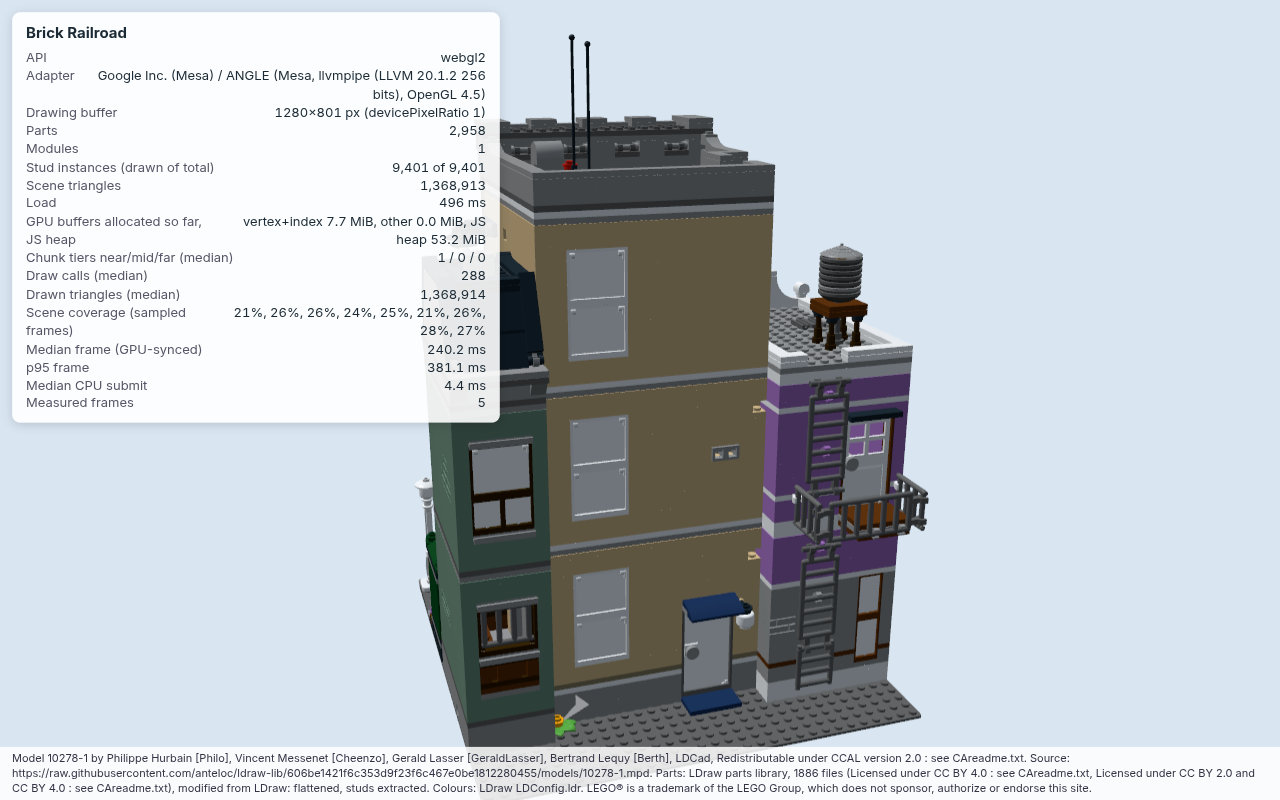 Brick Railroad
API webgl2
Adapter Google Inc. (Mesa) / ANGLE (Mesa, llvmpipe (LLVM 20.1.2 256
bits), OpenGL 4.5)
Drawing buffer 1280×801 px (devicePixelRatio 1)
Parts 2,958
Modules 1
Stud instances (drawn of total) 9,401 of 9,401
Scene triangles 1,368,913
Load 496 ms
GPU buffers allocated so far, vertex+index 7.7 MiB, other 0.0 MiB, JS
JS heap heap 53.2 MiB
Chunk tiers near/mid/far (median) 1 / 0 / 0
Draw calls (median) 288
Drawn triangles (median) 1,368,914
Scene coverage (sampled 21%, 26%, 26%, 24%, 25%, 21%, 26%,
frames) 28%, 27%
Median frame (GPU-synced) 240.2 ms
p95 frame 381.1 ms
Median CPU submit 4.4 ms
Measured frames 5
Model 10278-1 by Philippe Hurbain [Philo], Vincent Messenet [Cheenzo], Gerald Lasser [GeraldLasser], Bertrand Lequy [Berth], LDCad, Redistributable under CCAL version 2.0 : see CAreadme.txt. Source:
https://raw.githubusercontent.com/anteloc/ldraw-lib/606be1421f6c353d9f23f6c467e0be1812280455/models/10278-1.mpd. Parts: LDraw parts library, 1886 files (Licensed under CC BY 4.0 : see CAreadme.txt, Licensed under CC BY 2.0 and
CC BY 4.0 : see CAreadme.txt), modified from LDraw: flattened, studs extracted. Colours: LDraw LDConfig.ldr. LEGO® is a trademark of the LEGO Group, which does not sponsor, authorize or endorse this site.